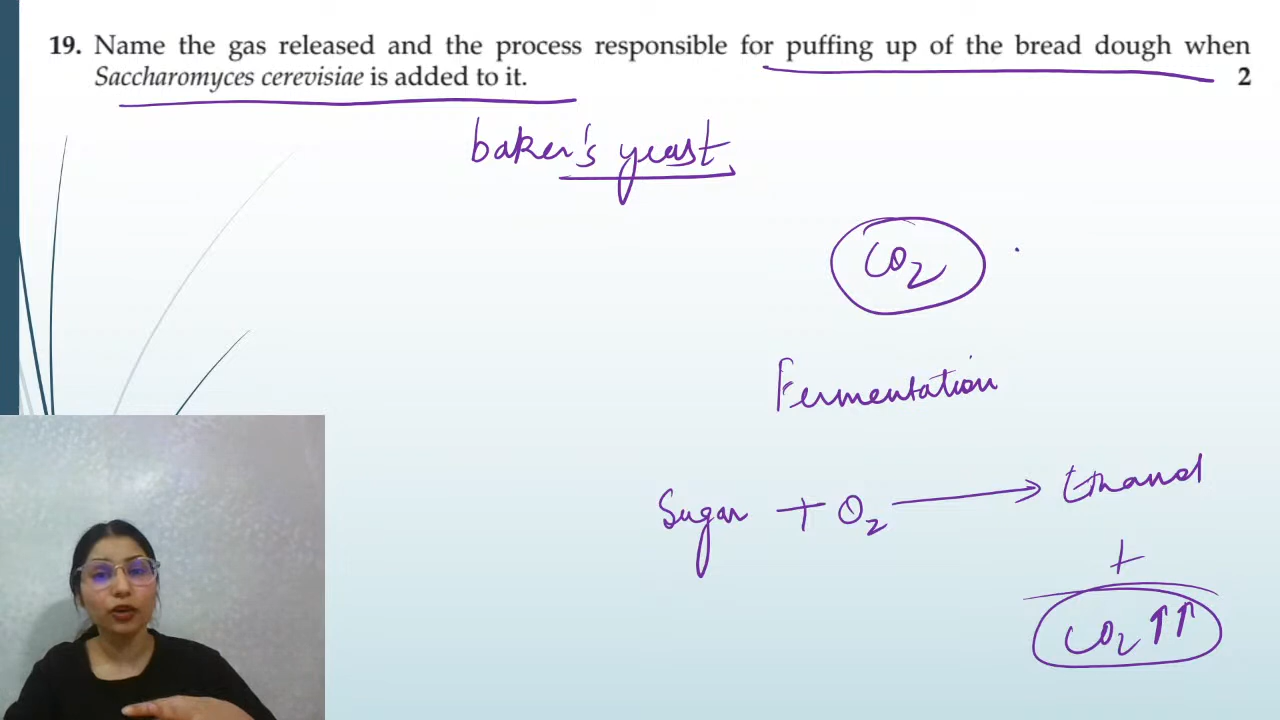 19. Name the gas released and the process responsible for puffing up of the bread dough when
Saccharomyces cerevisiae is added to it. 2
baker's yeast
CO2
Fermentation
Sugar + O2 → Ethanol
+
CO2 ↑↑